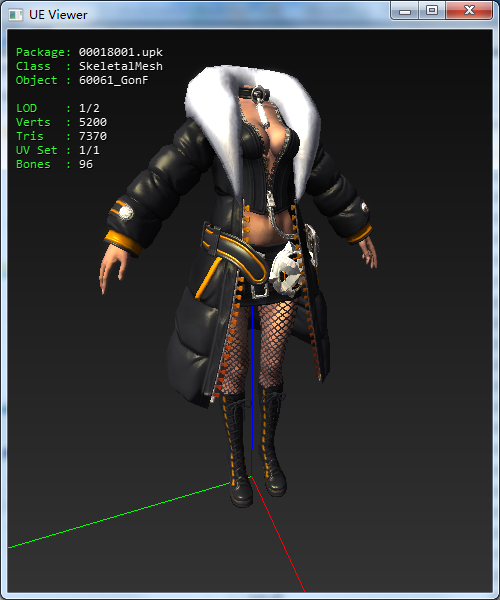 UE Viewer
Package: 00018001.upk
Class : SkeletalMesh
Object : 60061_GonF
LOD : 1/2
Verts : 5200
Tris : 7370
UV Set : 1/1
Bones : 96